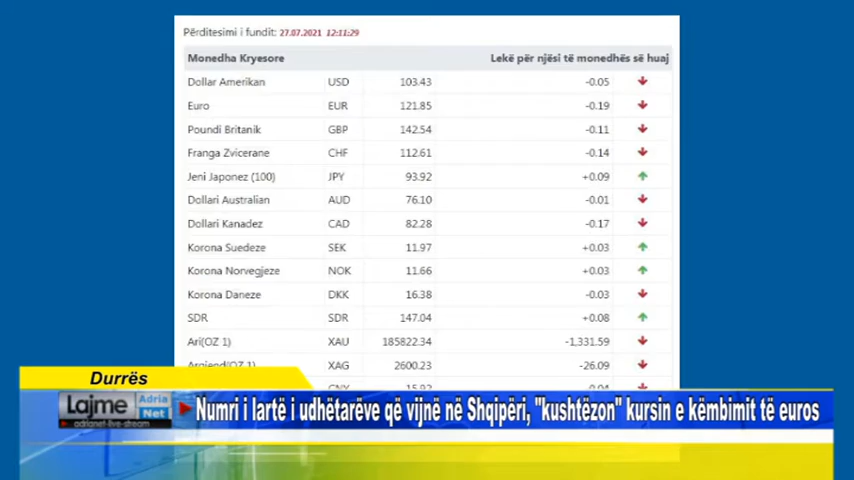 Përditesimi i fundit: 27.07.2021 12:11:29
Monedha Kryesore Lekë për njësi të monedhës së huaj
Dollar Amerikan USD 103.43 -0.05
Euro EUR 121.85 -0.19
Poundi Britanik GBP 142.54 -0.11
Franga Zvicerane CHF 112.61 -0.14
Jeni Japonez (100) JPY 93.92 +0.09
Dollari Australian AUD 76.10 -0.01
Dollari Kanadez CAD 82.28 -0.17
Korona Suedeze SEK 11.97 +0.03
Korona Norvegjeze NOK 11.66 +0.03
Korona Daneze DKK 16.38 -0.03
SDR SDR 147.04 +0.08
Ari(OZ 1) XAU 185822.34 -1,331.59
Argjend(OZ 1) XAG 2600.23 -26.09
CNY 15.92
Durrës
Lajme Adria Net
adrianet-live-stream
Numri i lartë i udhëtarëve që vijnë në Shqipëri, "kushtëzon" kursin e këmbimit të euros